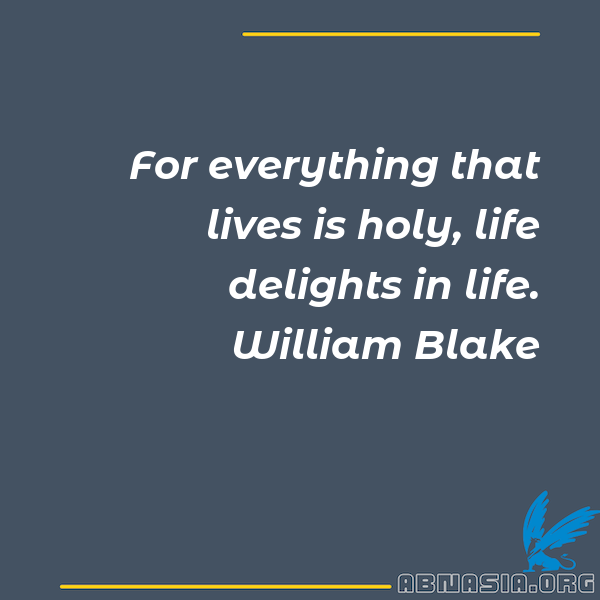 For everything that
lives is holy, life
delights in life.
William Blake
ABNASIA.ORG